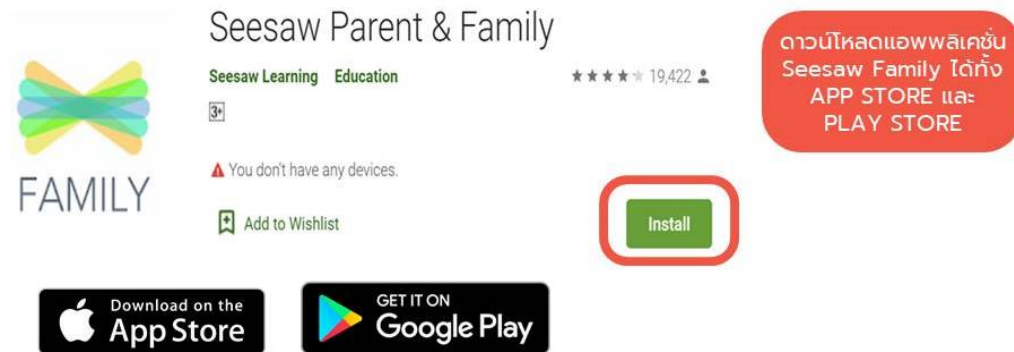 Seesaw Parent & Family
Seesaw Learning Education 19,422
3+
You don't have any devices.
Add to Wishlist
Install
FAMILY
ดาวน์โหลดแอพพลิเคชั่น
Seesaw Family ได้ทั้ง
APP STORE และ
PLAY STORE
Download on the
App Store
GET IT ON
Google Play